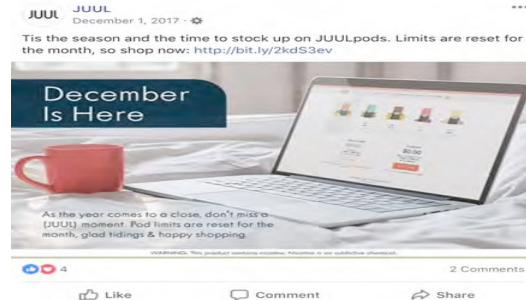 JUUL JUUL
December 1, 2017 ·
Tis the season and the time to stock up on JUULpods. Limits are reset for
the month, so shop now: http://bit.ly/2kdS3ev
December
Is Here
$0.00
As the year comes to a close, don't miss a
(JUUL) moment. Pod limits are reset for the
month, glad tidings & happy shopping.
WARNING: This product contains nicotine. Nicotine is an addictive chemical.
4
2 Comments
Like Comment Share